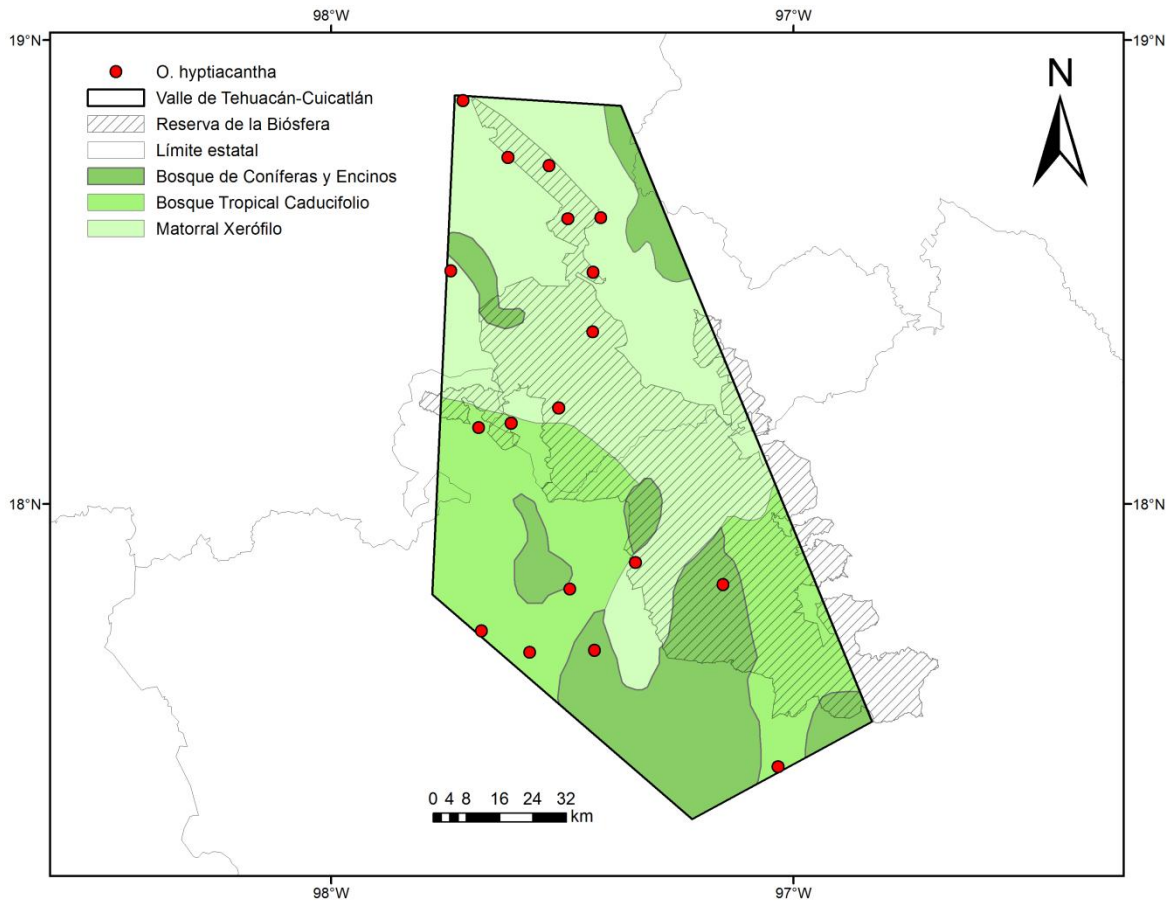 98°W
97°W
19°N
19°N
O. hyptiacantha
Valle de Tehuacán-Cuicatlán
Reserva de la Biósfera
Límite estatal
Bosque de Coníferas y Encinos
Bosque Tropical Caducifolio
Matorral Xerófilo
N
18°N
18°N
0 4 8 16 24 32
km
98°W
97°W